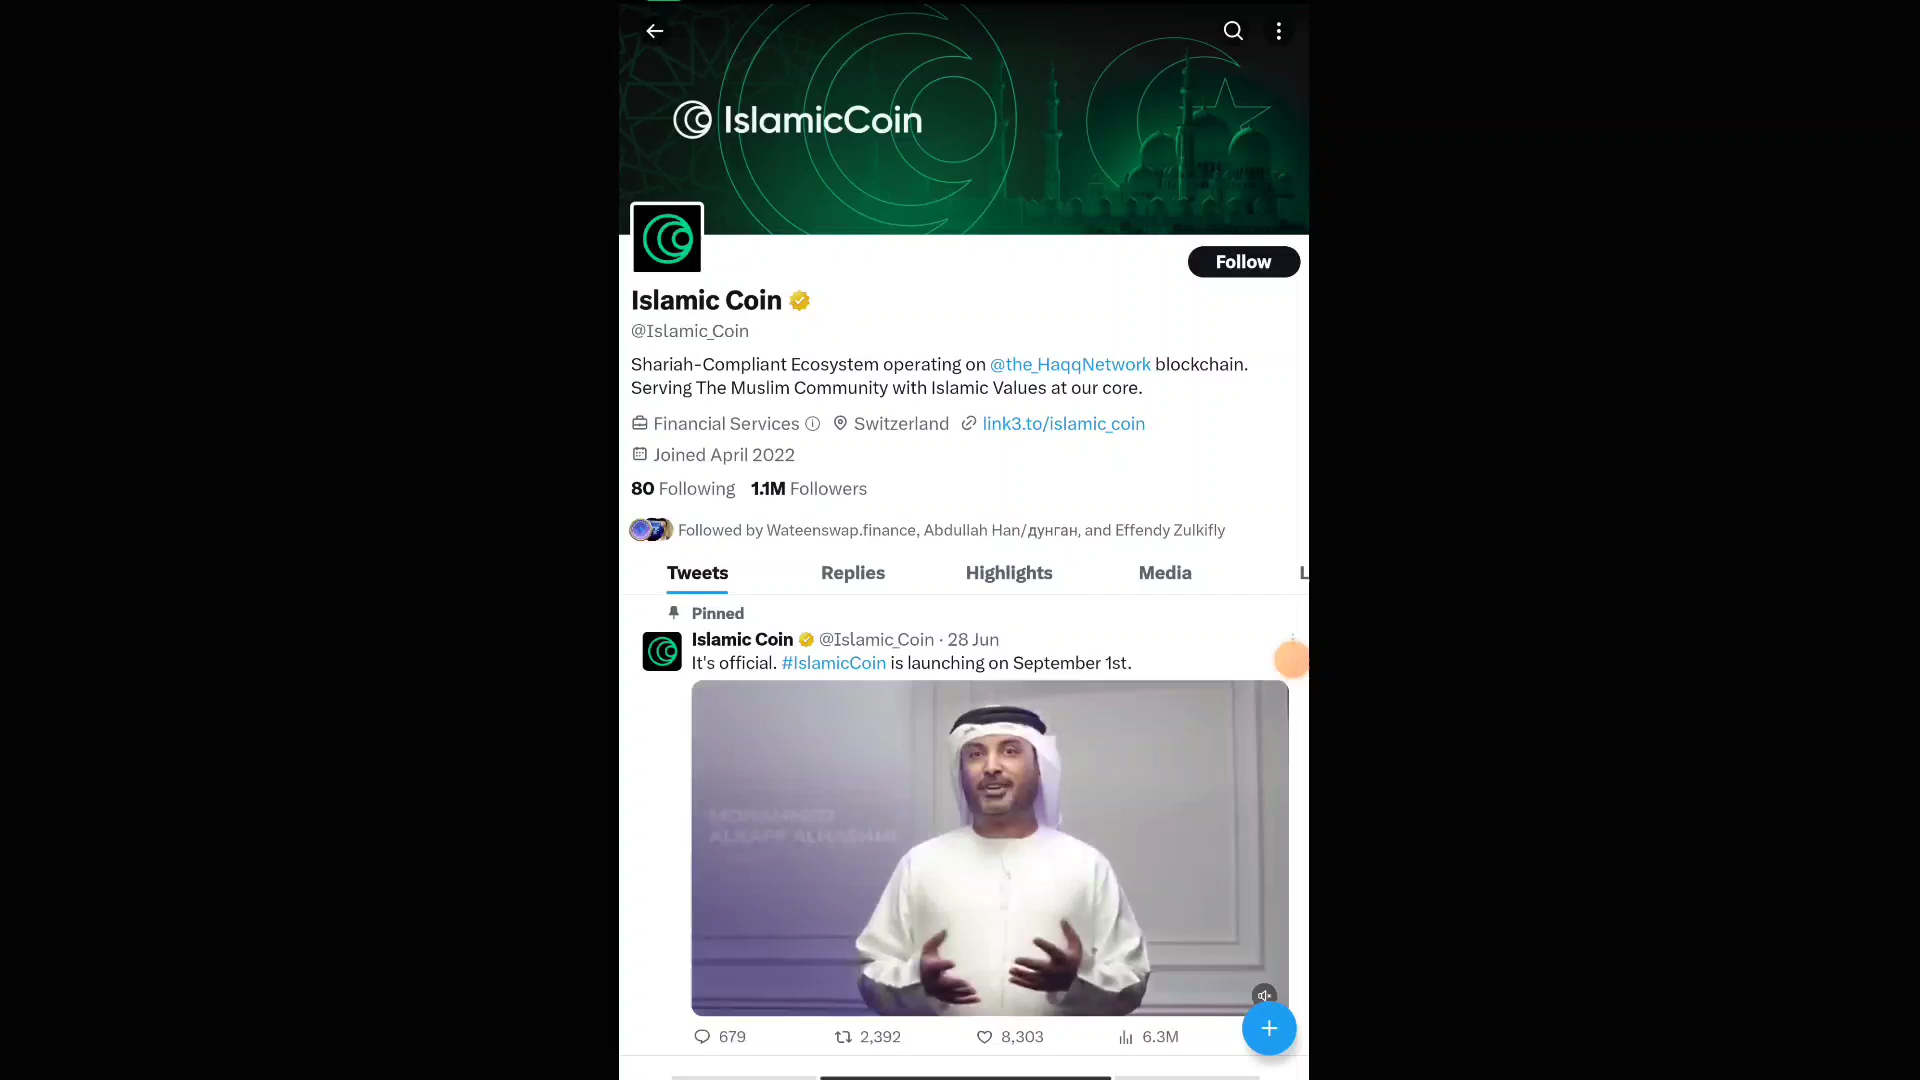 IslamicCoin
Follow
Islamic Coin
@Islamic_Coin
Shariah-Compliant Ecosystem operating on @the_HaqqNetwork blockchain.
Serving The Muslim Community with Islamic Values at our core.
Financial Services Switzerland link3.to/islamic_coin
Joined April 2022
80 Following 1.1M Followers
Followed by Wateenswap.finance, Abdullah Han/дунган, and Effendy Zulkifly
Tweets Replies Highlights Media L
Pinned
Islamic Coin @Islamic_Coin · 28 Jun
It's official. #IslamicCoin is launching on September 1st.
MOHAMMED
ALKAFF ALHASHMI
679 2,392 8,303 6.3M